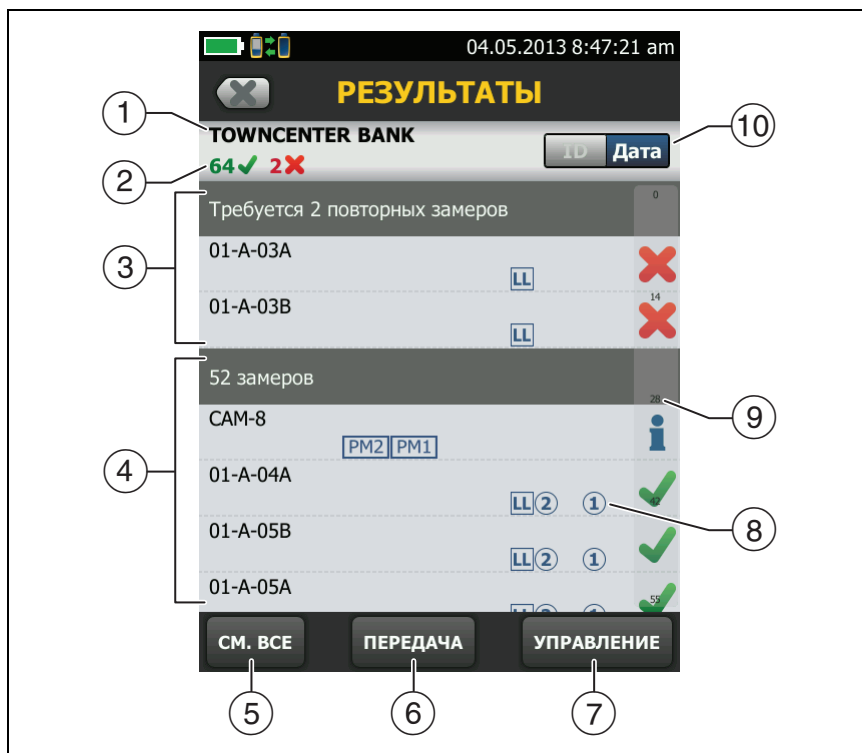 04.05.2013 8:47:21 am
РЕЗУЛЬТАТЫ
TOWNCENTER BANK
ID Дата
64 2
Требуется 2 повторных замеров
0
01-A-03A
LL
14
01-A-03B
LL
52 замеров
28
CAM-8
PM2 PM1
01-A-04A
LL 2 1
42
01-A-05B
LL 2 1
01-A-05A
55
LL 2 1
СМ. ВСЕ ПЕРЕДАЧА УПРАВЛЕНИЕ
1
2
3
4
5
6
7
8
9
10